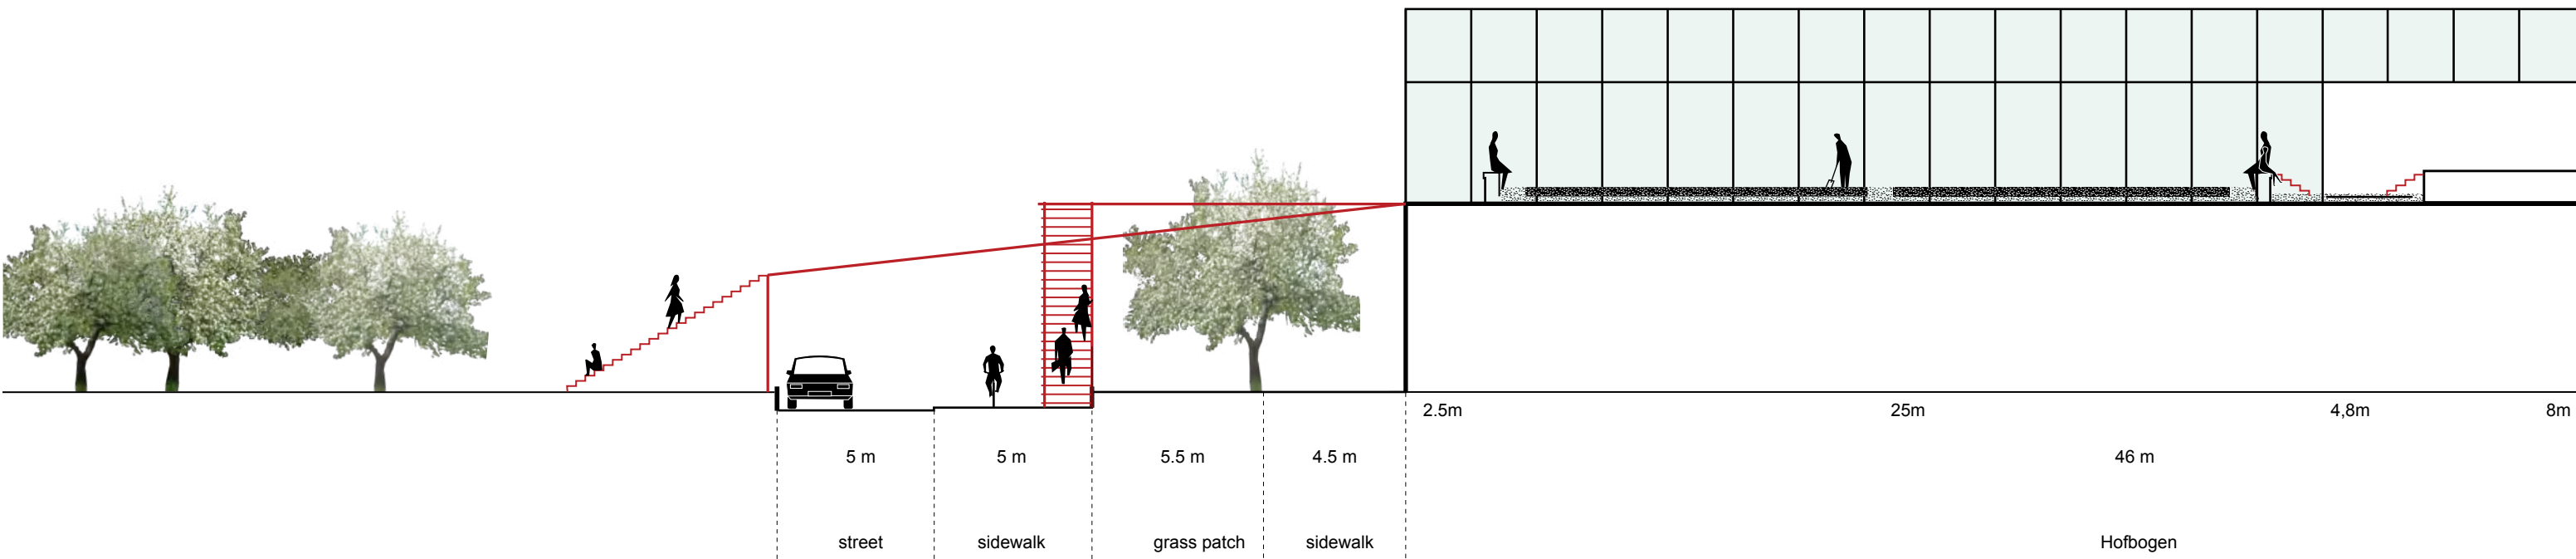 2.5m 25m 4,8m 8m
5 m 5 m 5.5 m 4.5 m 46 m
street sidewalk grass patch sidewalk Hofbogen